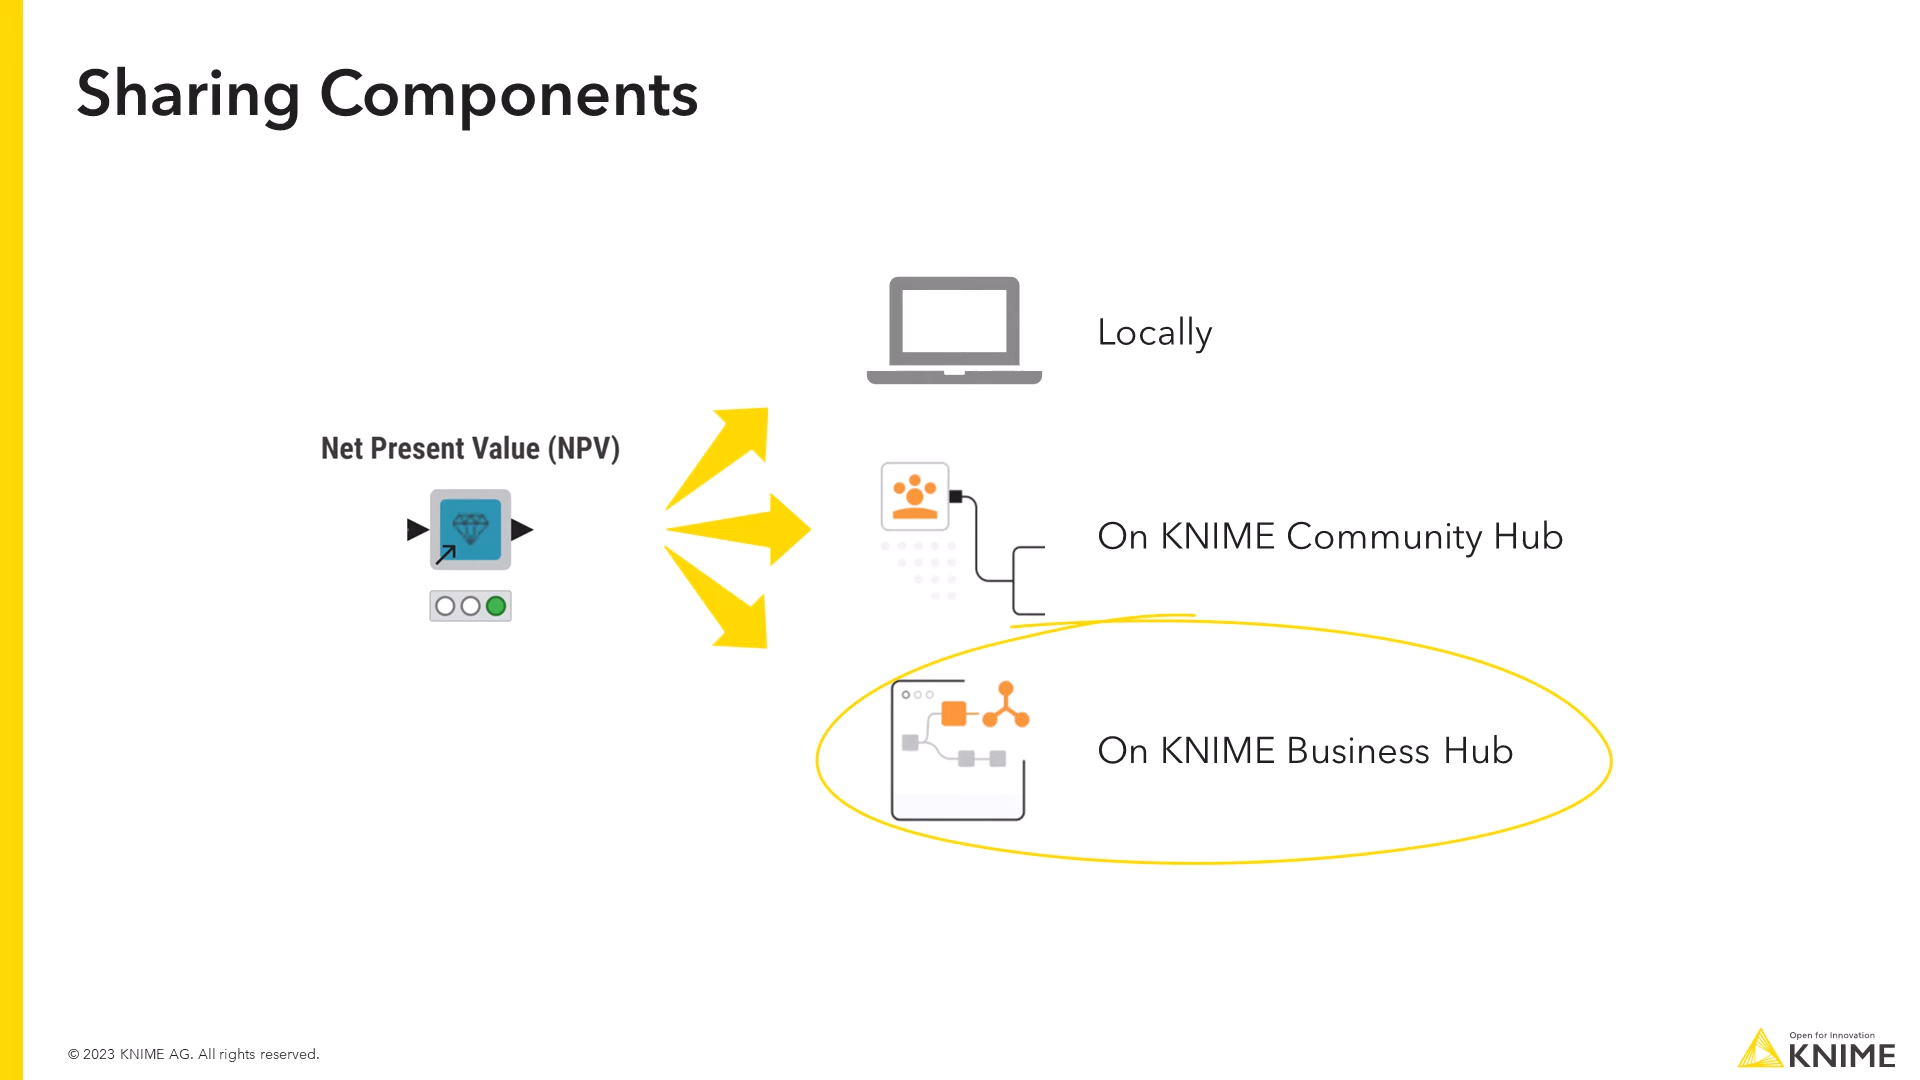 Sharing Components
Locally
Net Present Value (NPV)
On KNIME Community Hub
On KNIME Business Hub
© 2023 KNIME AG. All rights reserved.
Open for Innovation
KNIME